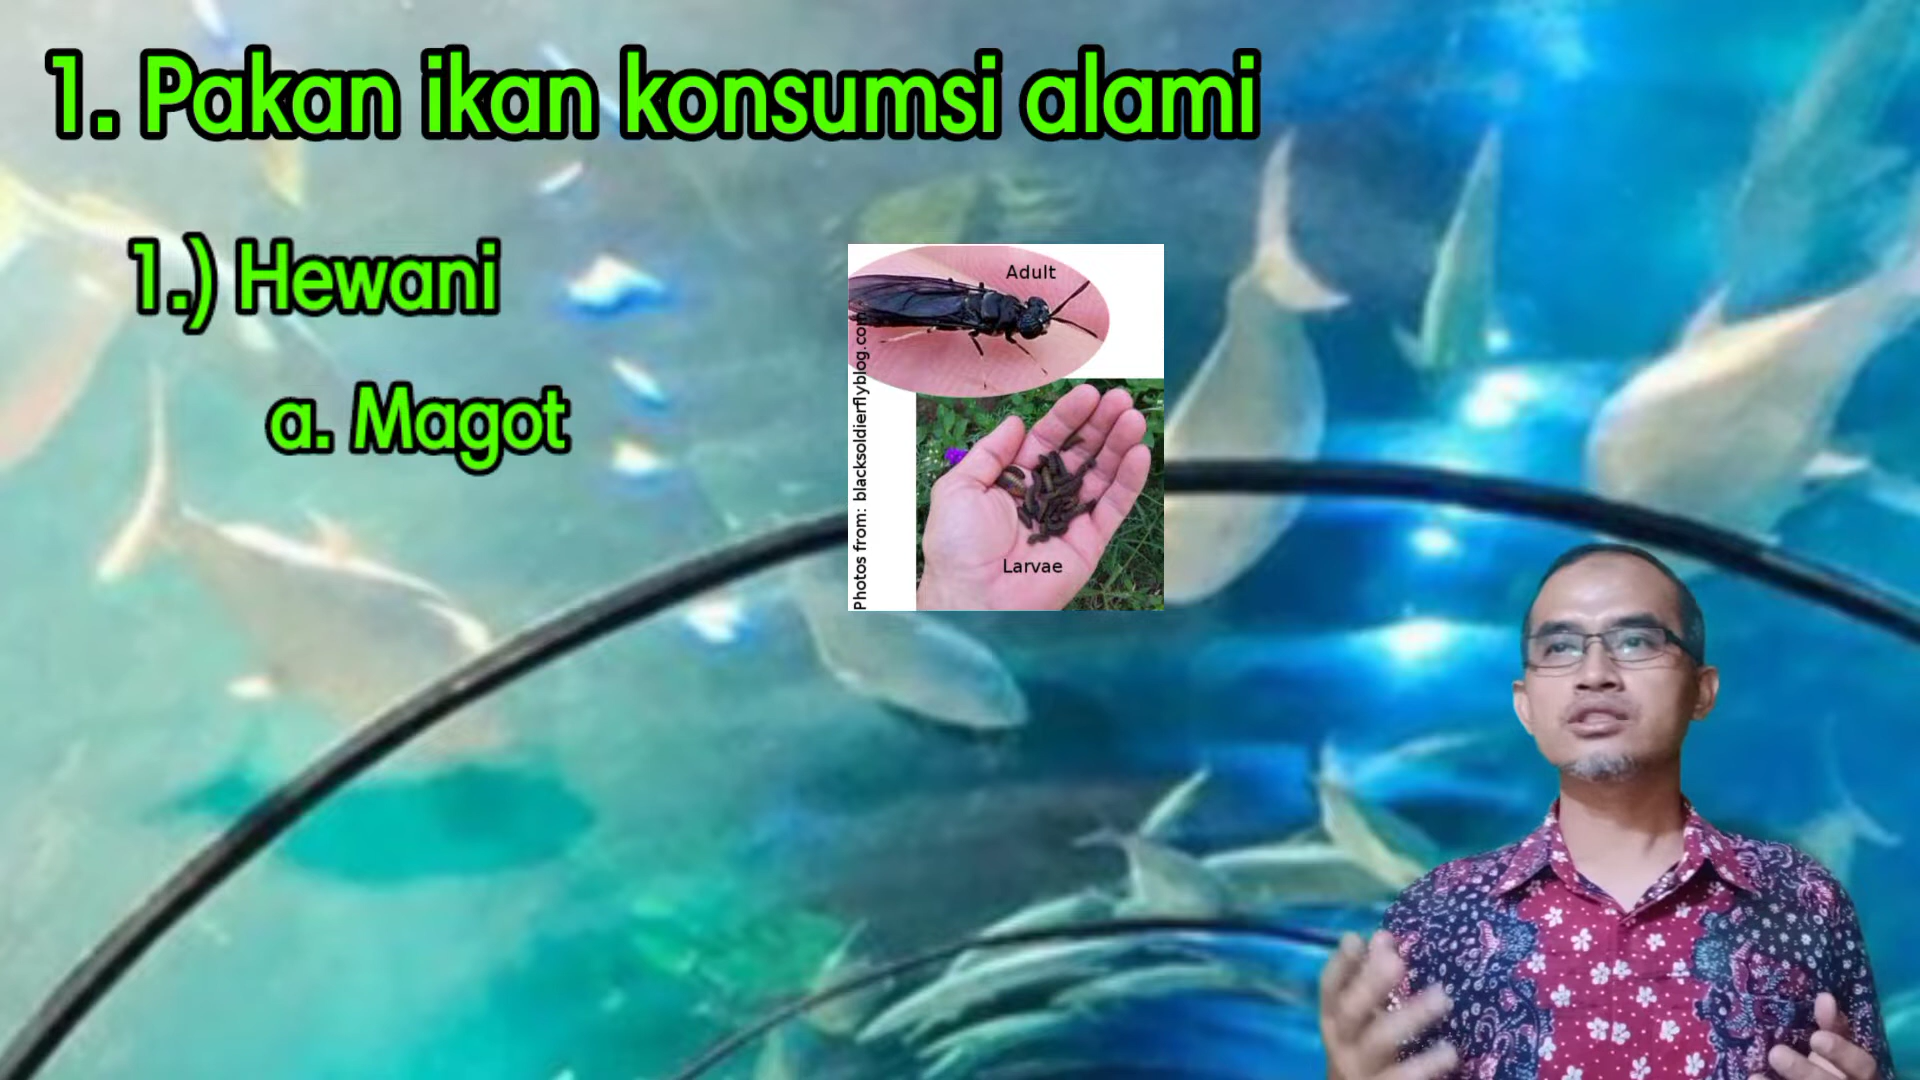 1. Pakan ikan konsumsi alami
1.) Hewani
a. Magot
Adult
Photos from: blacksoldierflyblog.com
Larvae